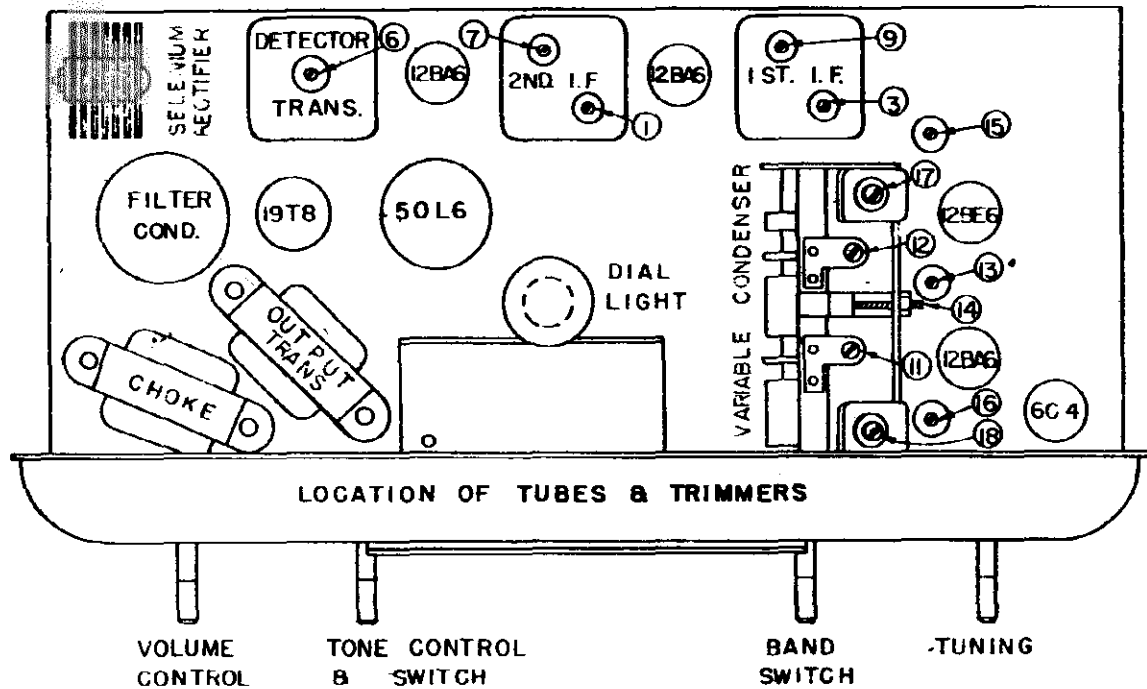 SELENIUM
RECTIFIER
DETECTOR
TRANS.
6
12BA6
7
2ND. I.F
1
12BA6
9
1 ST. I.F.
3
15
FILTER
COND.
19T8
50L6
VARIABLE CONDENSER
17
12BE6
12
13
14
DIAL
LIGHT
OUTPUT
TRANS
CHOKE
11
12BA6
16
18
6C4
LOCATION OF TUBES & TRIMMERS
VOLUME
CONTROL
TONE CONTROL
& SWITCH
BAND
SWITCH
TUNING